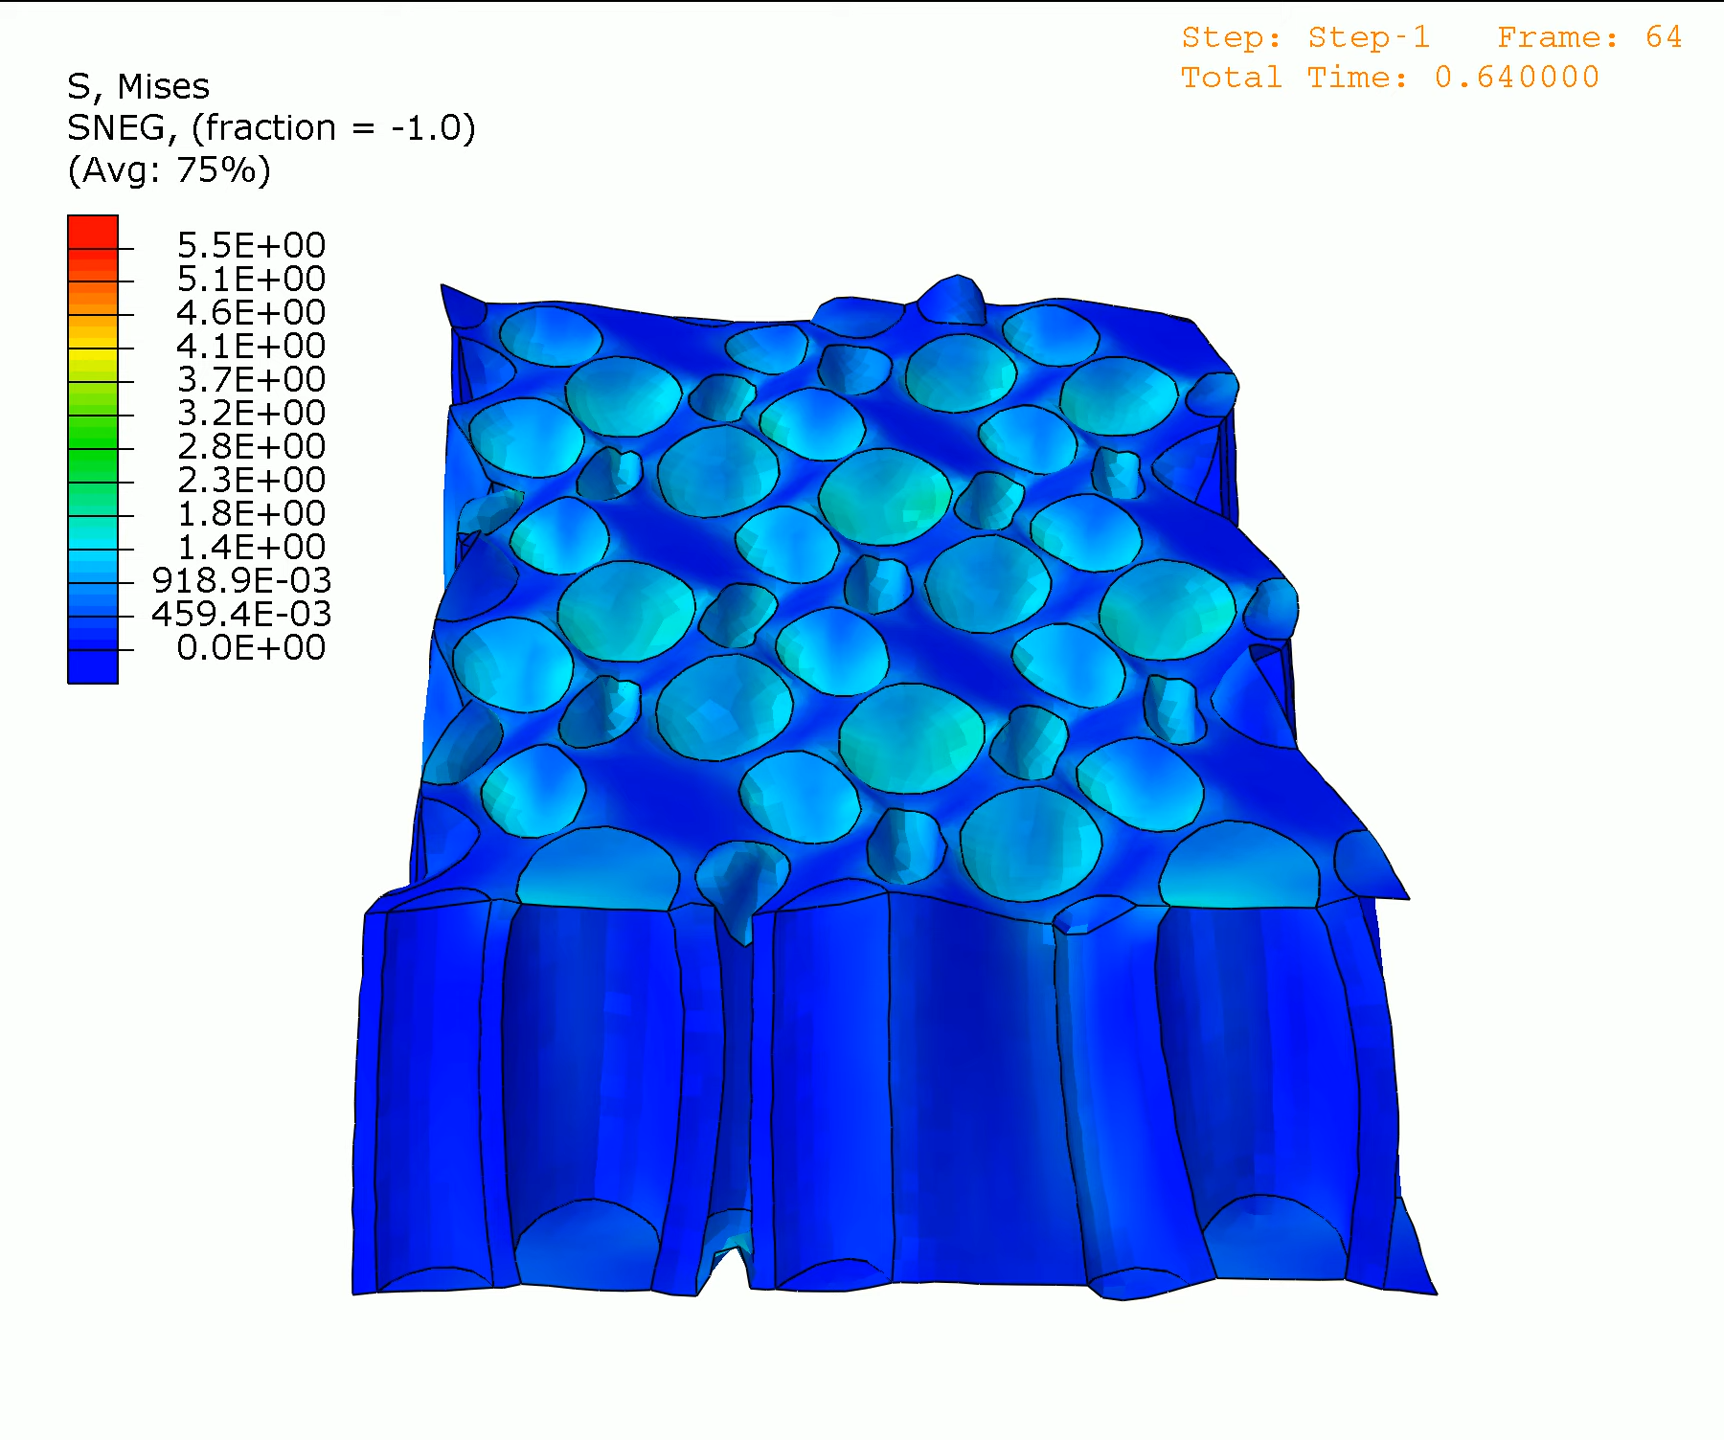 Step: Step-1   Frame: 64
Total Time: 0.640000
S, Mises
SNEG, (fraction = -1.0)
(Avg: 75%)
5.5E+00
5.1E+00
4.6E+00
4.1E+00
3.7E+00
3.2E+00
2.8E+00
2.3E+00
1.8E+00
1.4E+00
918.9E-03
459.4E-03
0.0E+00